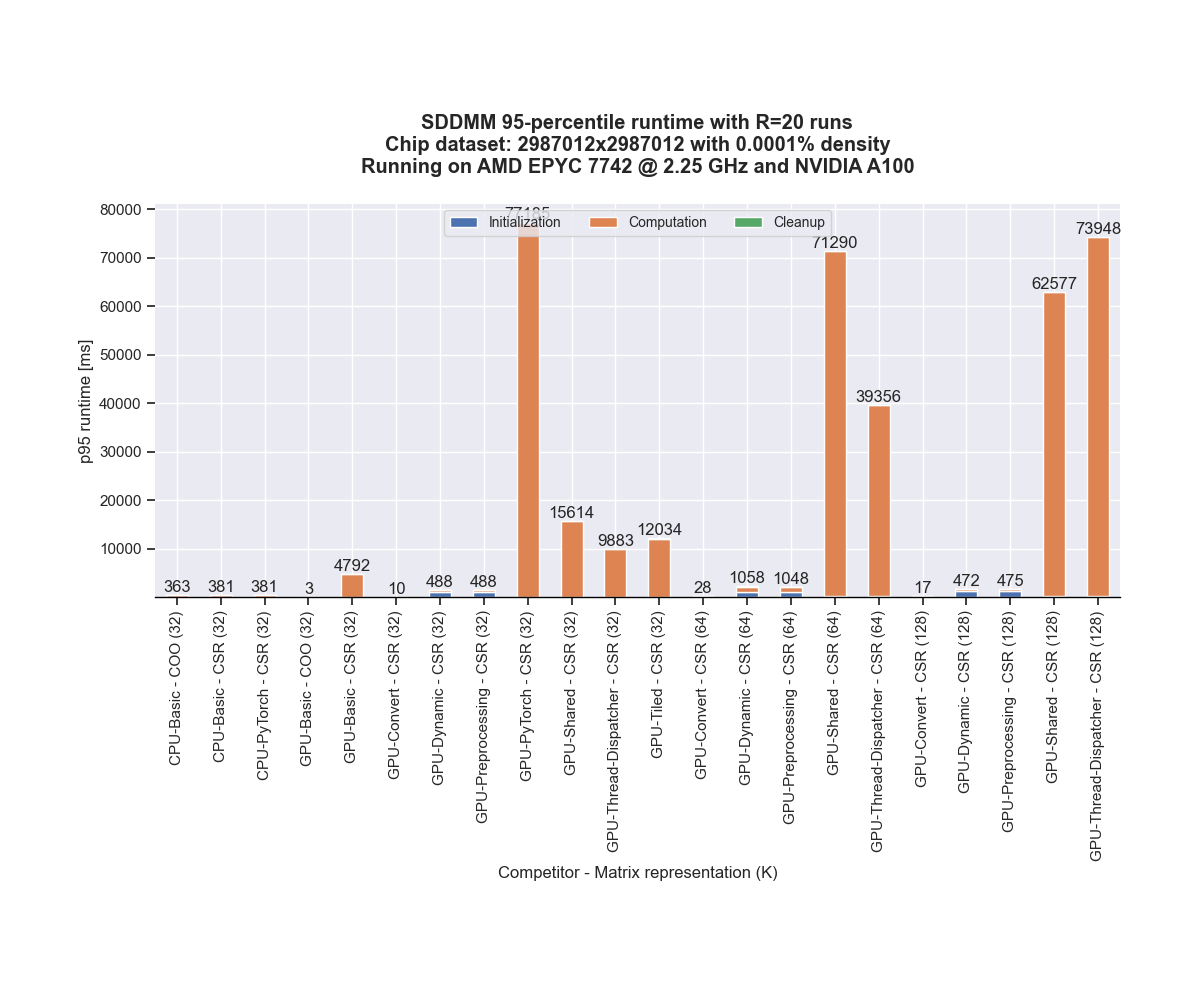 SDDMM 95-percentile runtime with R=20 runs
Chip dataset: 2987012x2987012 with 0.0001% density
Running on AMD EPYC 7742 @ 2.25 GHz and NVIDIA A100
Initialization
Computation
Cleanup
p95 runtime [ms]
80000
70000
60000
50000
40000
30000
20000
10000
363
381
381
3
4792
10
488
488
77185
15614
9883
12034
28
1058
1048
71290
39356
17
472
475
62577
73948
CPU-Basic - COO (32)
CPU-Basic - CSR (32)
CPU-PyTorch - CSR (32)
GPU-Basic - COO (32)
GPU-Basic - CSR (32)
GPU-Convert - CSR (32)
GPU-Dynamic - CSR (32)
GPU-Preprocessing - CSR (32)
GPU-PyTorch - CSR (32)
GPU-Shared - CSR (32)
GPU-Thread-Dispatcher - CSR (32)
GPU-Tiled - CSR (32)
GPU-Convert - CSR (64)
GPU-Dynamic - CSR (64)
GPU-Preprocessing - CSR (64)
GPU-Shared - CSR (64)
GPU-Thread-Dispatcher - CSR (64)
GPU-Convert - CSR (128)
GPU-Dynamic - CSR (128)
GPU-Preprocessing - CSR (128)
GPU-Shared - CSR (128)
GPU-Thread-Dispatcher - CSR (128)
Competitor - Matrix representation (K)